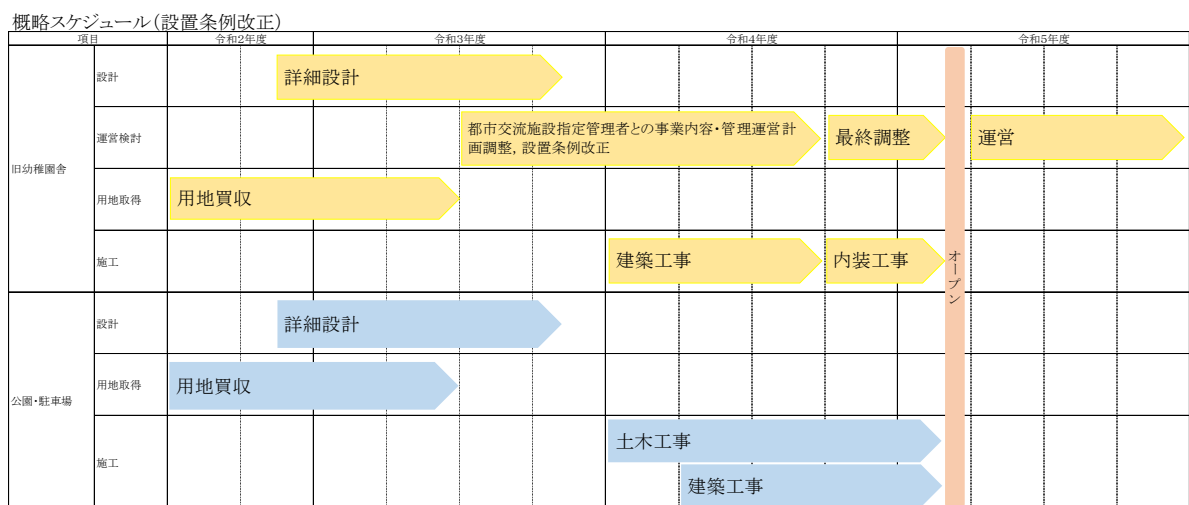 概略スケジュール(設置条例改正)
項目 令和2年度 令和3年度 令和4年度 令和5年度
旧幼稚園舎
設計
詳細設計
運営検討
都市交流施設指定管理者との事業内容・管理運営計
画調整, 設置条例改正
最終調整
運営
用地取得
用地買収
施工
建築工事
内装工事
オープン
公園・駐車場
設計
詳細設計
用地取得
用地買収
施工
土木工事
建築工事